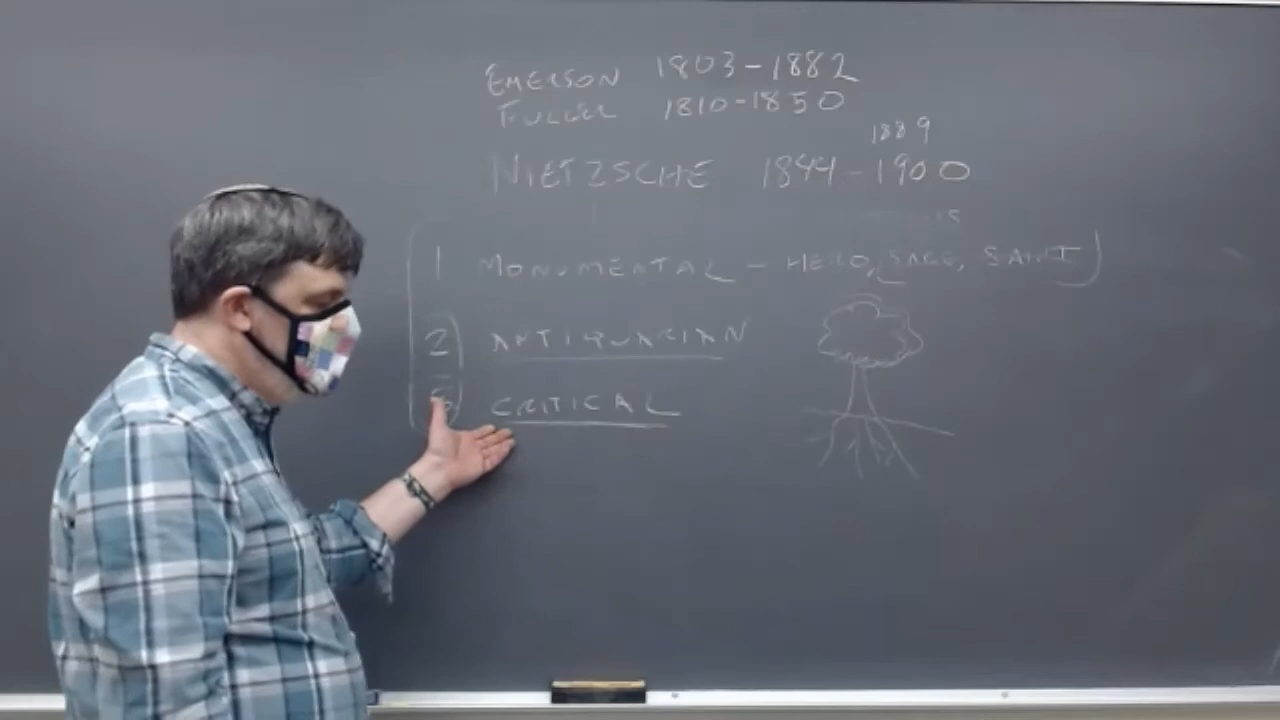 EMERSON 1803-1882
FULLER 1810-1850
1889
NIETZSCHE 1844-1900
1 MONUMENTAL - HERO, SAGE, SAINT
2 ANTIQUARIAN
3 CRITICAL